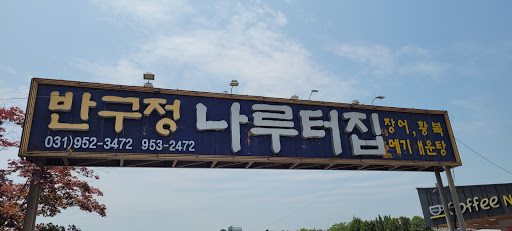 반구정 나루터집
장어, 황복
메기 매운탕
031)952-3472 953-2472
coffee